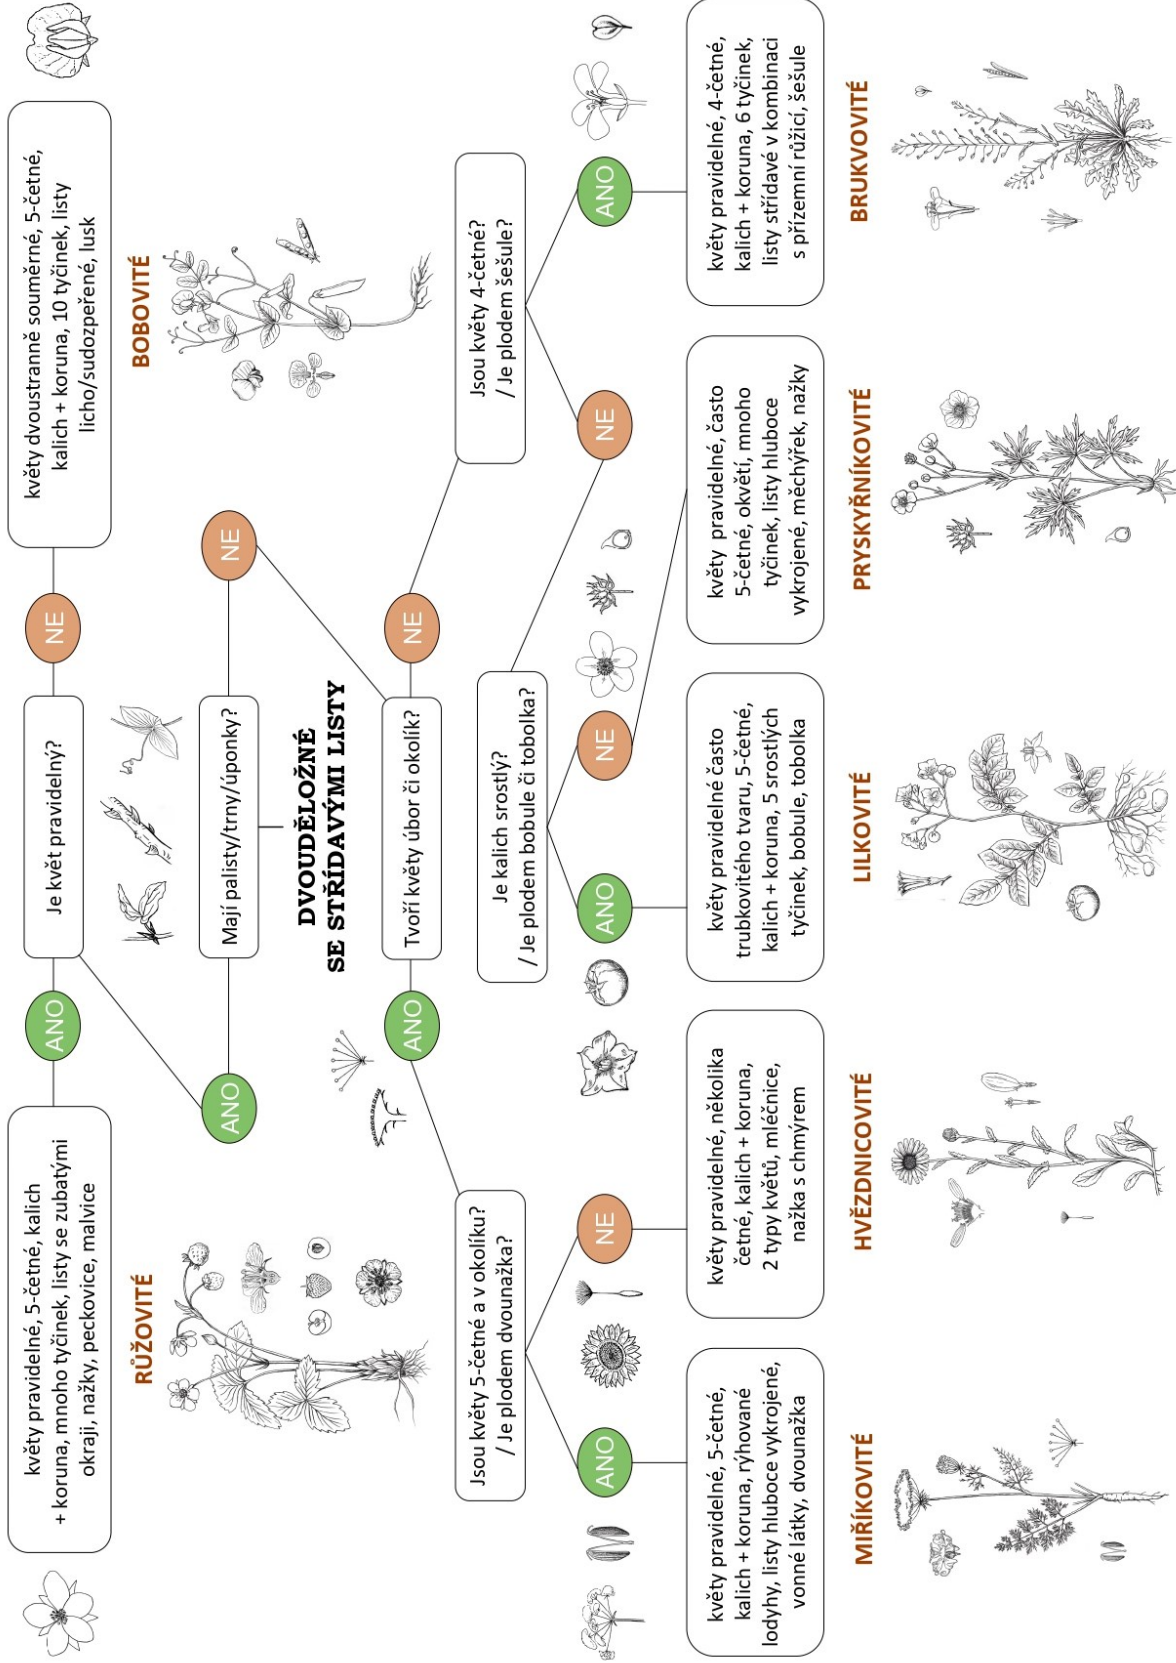 květy pravidelné, 5-četné, kalich
+ koruna, mnoho tyčinek, listy se zubatými
okraji, nažky, peckovice, malvice
ANO
Je květ pravidelný?
NE
květy dvoustranně souměrné, 5-četné,
kalich + koruna, 10 tyčinek, listy
licho/sudozpeřené, lusk
RŮŽOVITÉ
BOBOVITÉ
ANO
Mají palisty/trny/úponky?
NE
DVOUDĚLOŽNÉ
SE STŘÍDAVÝMI LISTY
ANO
Tvoří květy úbor či okolík?
NE
Jsou květy 5-četné a v okolíku?
/ Je plodem dvounažka?
Jsou květy 4-četné?
/ Je plodem šešule?
Je kalich srostlý?
/ Je plodem bobule či tobolka?
ANO
NE
ANO
NE
NE
ANO
květy pravidelné, 5-četné,
kalich + koruna, rýhované
lodyhy, listy hluboce vykrojené,
vonné látky, dvounažka
květy pravidelné, několika
četné, kalich + koruna,
2 typy květů, mléčnice,
nažka s chmýrem
květy pravidelné často
trubkovitého tvaru, 5-četné,
kalich + koruna, 5 srostlých
tyčinek, bobule, tobolka
květy pravidelné, často
5-četné, okvětí, mnoho
tyčinek, listy hluboce
vykrojené, měchýřek, nažky
květy pravidelné, 4-četné,
kalich + koruna, 6 tyčinek,
listy střídavé v kombinaci
s přízemní růžicí, šešule
MIŘÍKOVITÉ
HVĚZDNICOVITÉ
LILKOVITÉ
PRYSKYŘNÍKOVITÉ
BRUKVOVITÉ